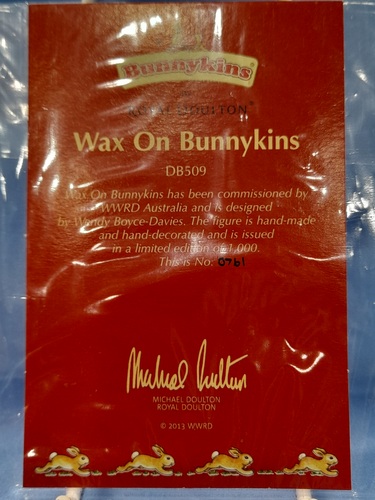 Bunnykins
ROYAL DOULTON™
Wax On Bunnykins
DB509
Wax On Bunnykins has been commissioned by
WWRD Australia and is designed
by Wendy Boyce-Davies. The figure is hand-made
and hand-decorated and is issued
in a limited edition of 1,000.
This is No. 0761
Michael Doulton
MICHAEL DOULTON
ROYAL DOULTON
© 2013 WWRD